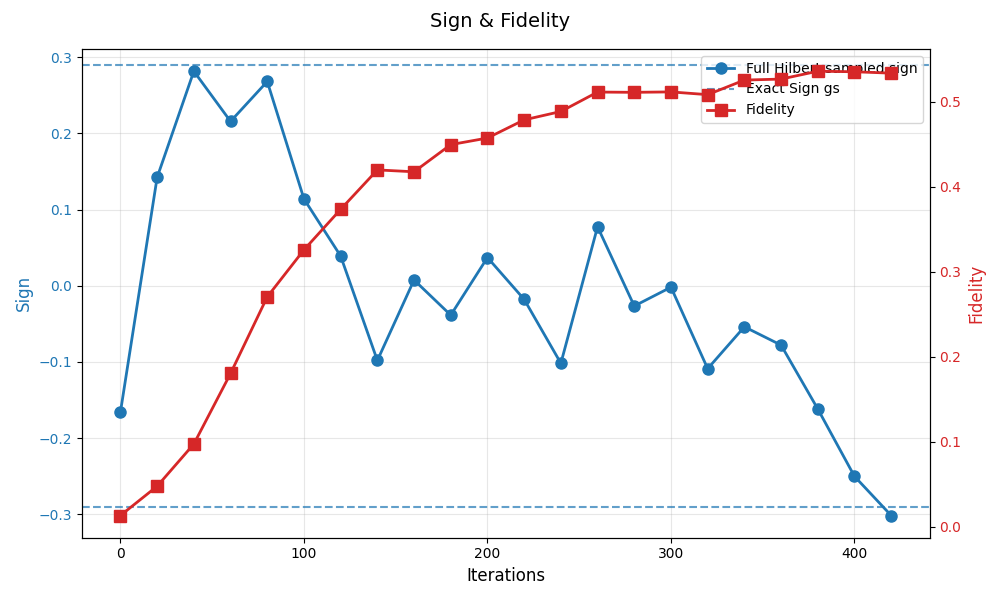 Sign & Fidelity
Full Hilbert sampled sign
Exact Sign gs
Fidelity
0.3
0.2
0.1
0.0
−0.1
−0.2
−0.3
Sign
0.5
0.4
0.3
0.2
0.1
0.0
Fidelity
0
100
200
300
400
Iterations